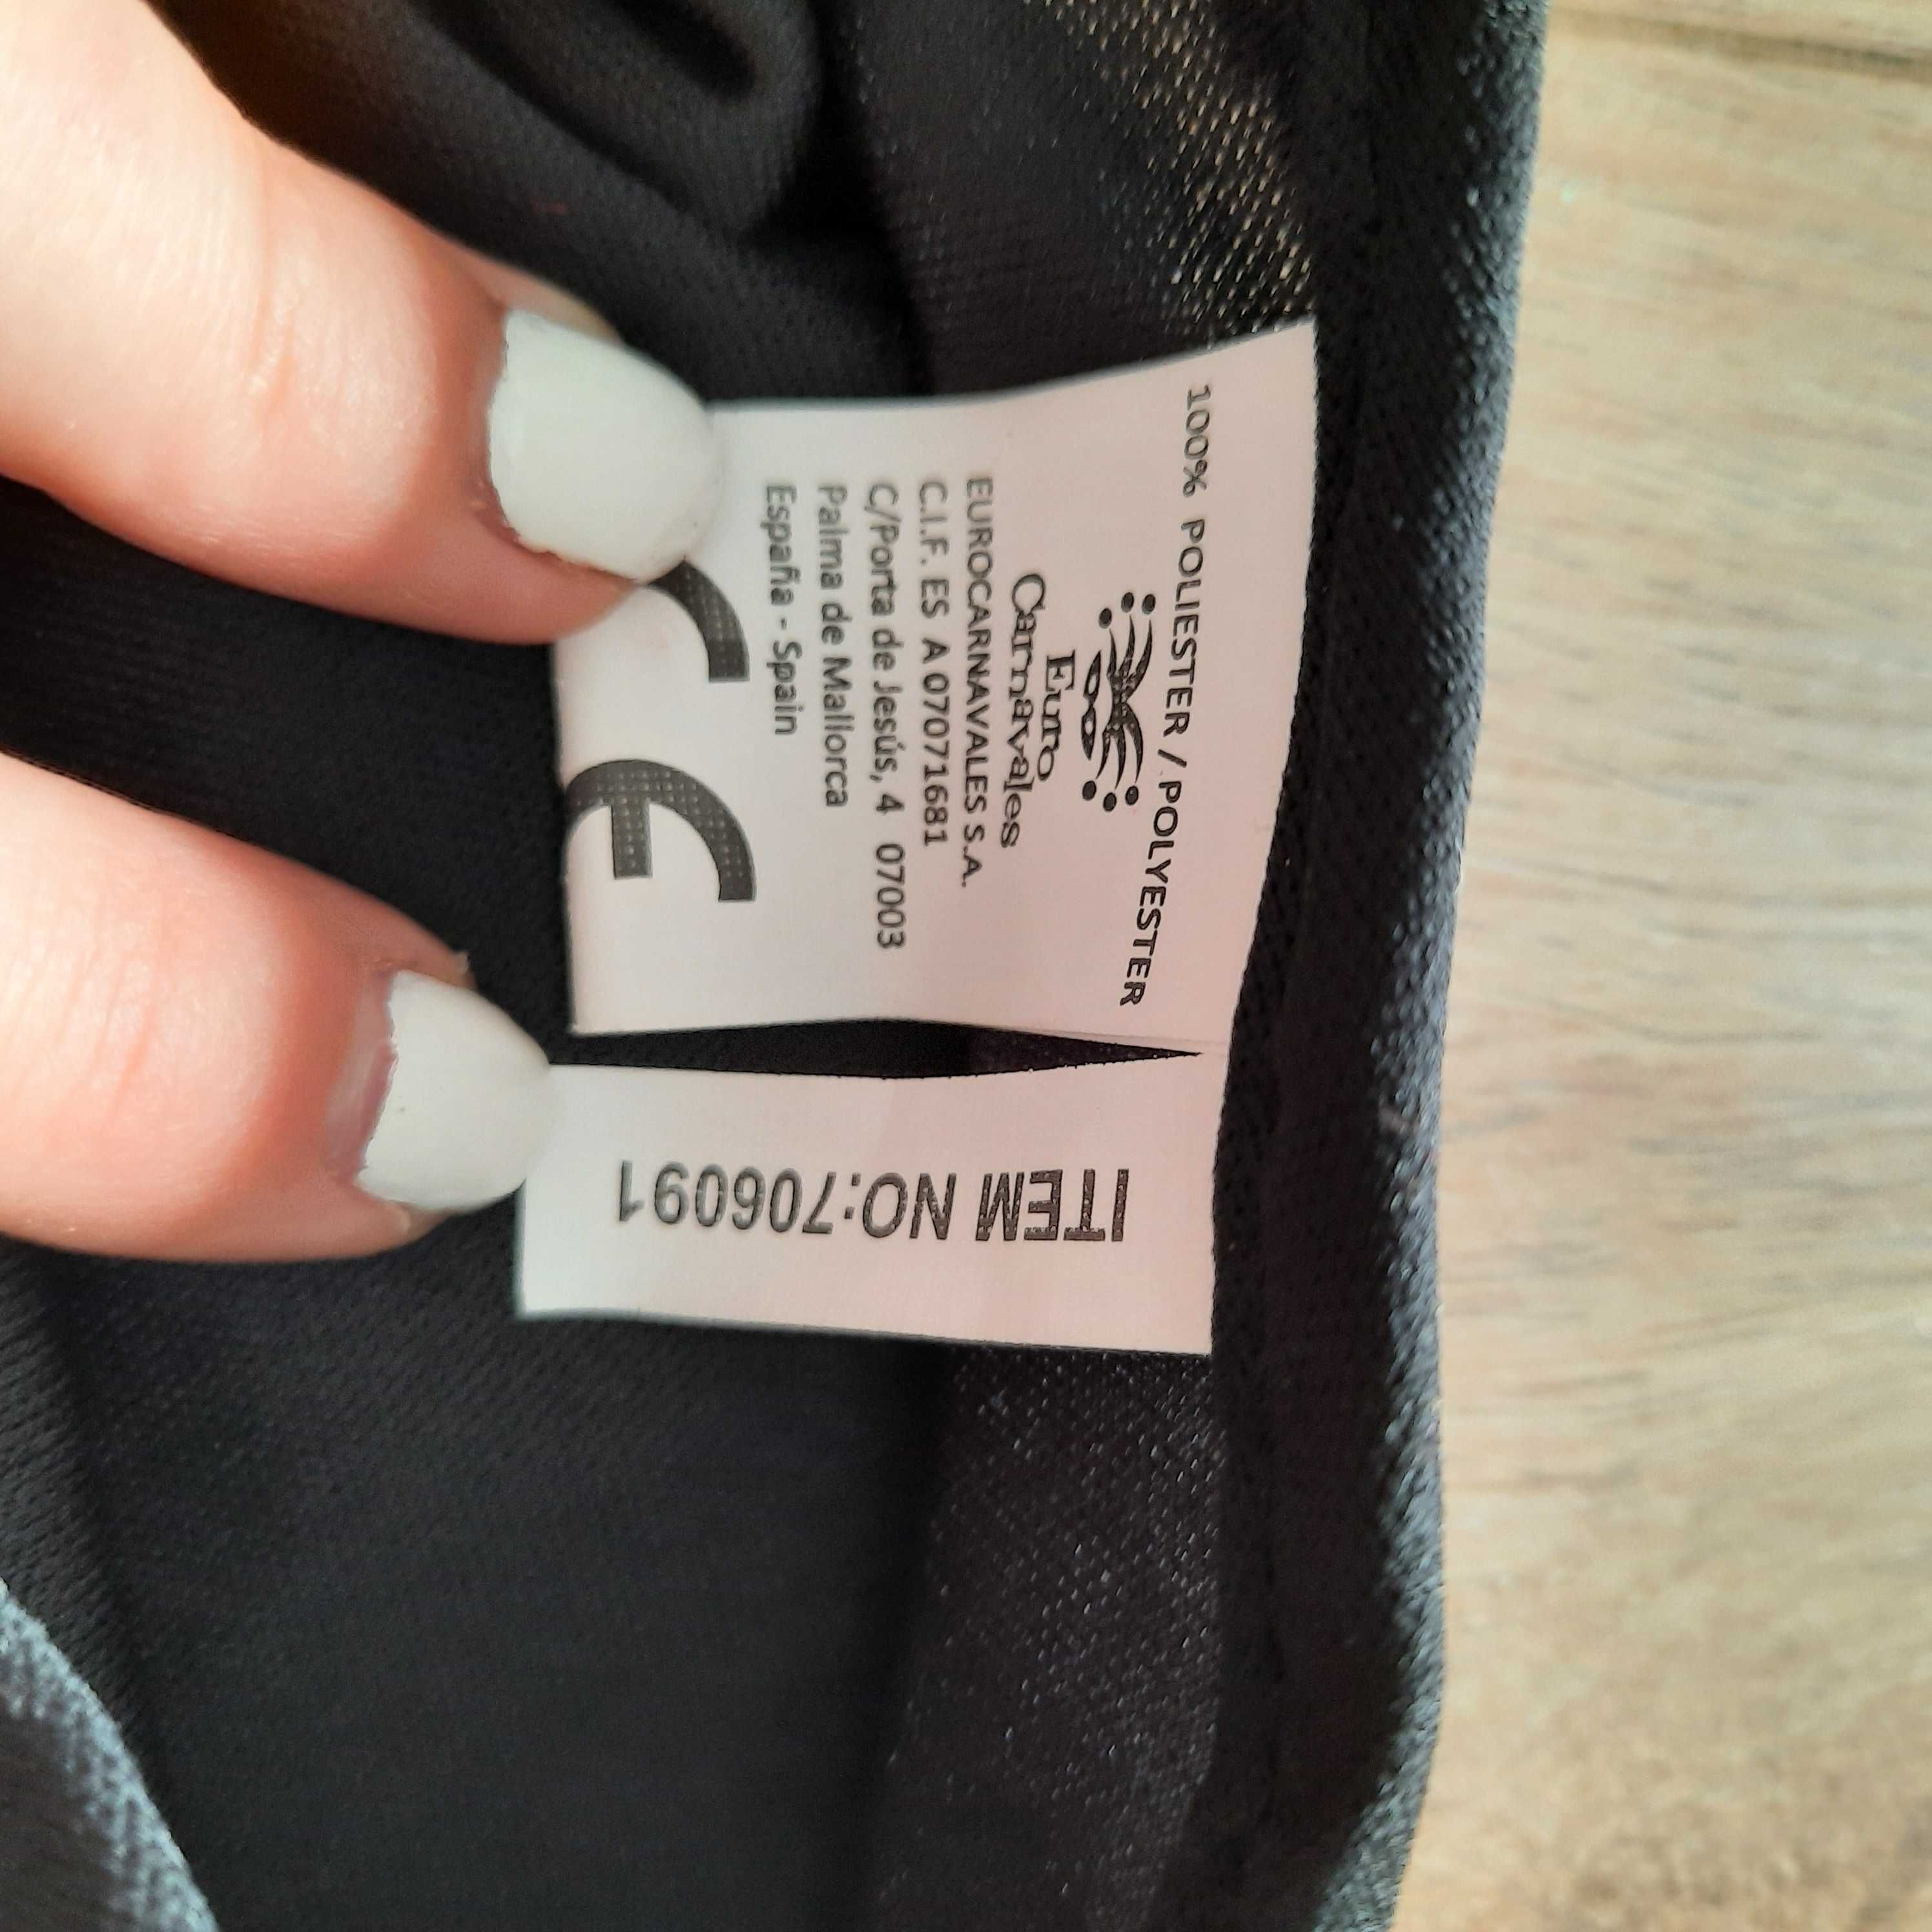 100% POLIESTER / POLYESTER
Euro
Carnavales
EUROCARNAVALES S.A.
C.I.F. ES A07071681
C/Porta de Jesús, 4 07003
Palma de Mallorca
España - Spain
CE
ITEM NO:706091